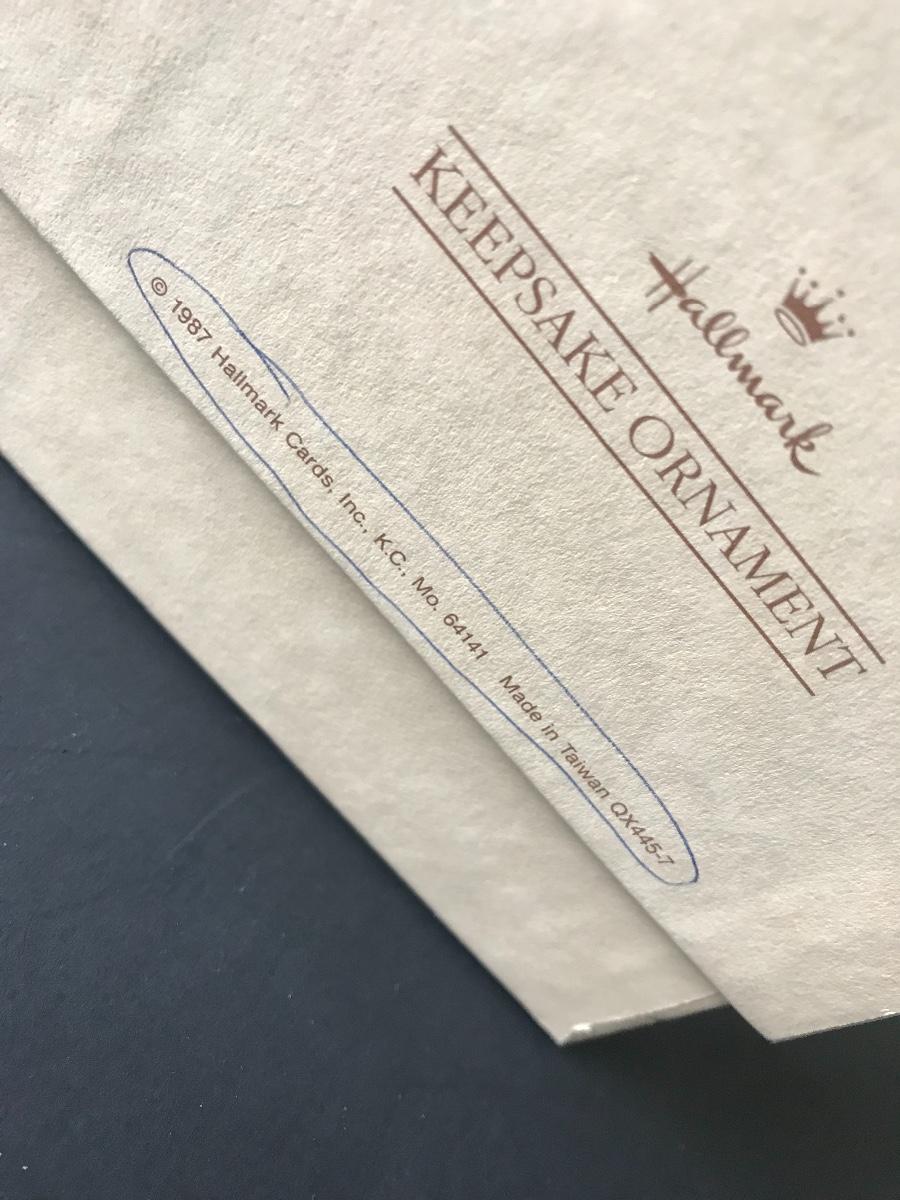 Hallmark
KEEPSAKE ORNAMENT
© 1987 Hallmark Cards, Inc., K.C., Mo. 64141 Made in Taiwan QX445-7